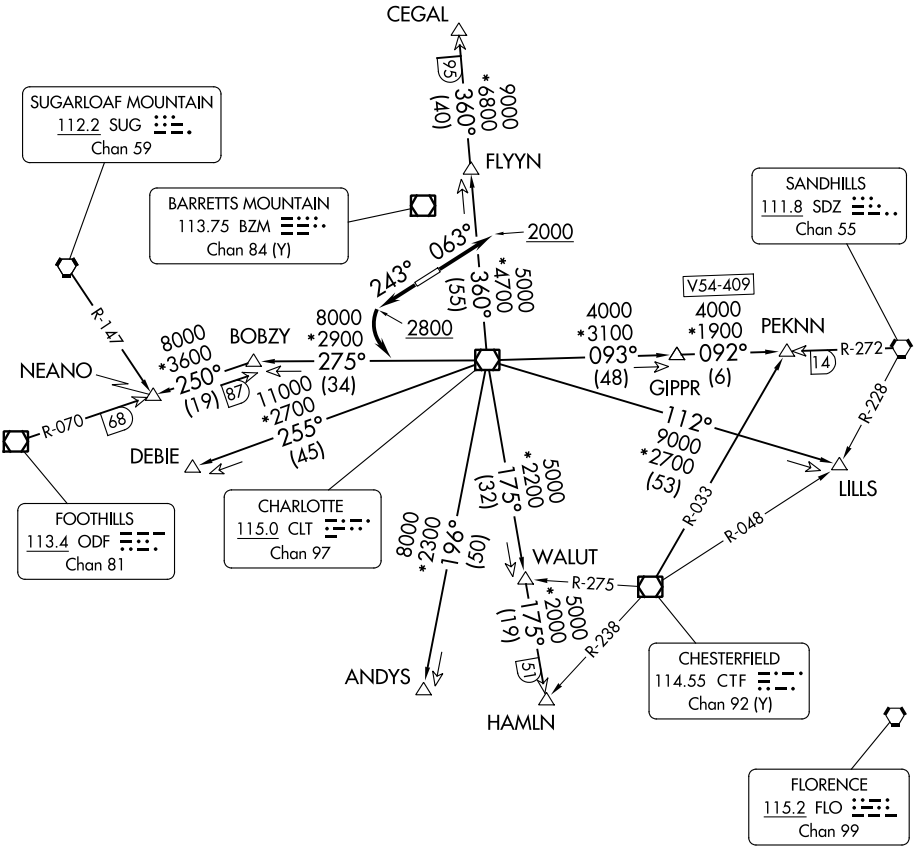 CEGAL
95
360°
(40)
9000
*6800
FLYYN
SUGARLOAF MOUNTAIN
112.2 SUG
Chan 59
BARRETTS MOUNTAIN
113.75 BZM
Chan 84 (Y)
SANDHILLS
111.8 SDZ
Chan 55
243°
063°
2000
2800
5000
*4700
360°
(55)
R-147
NEANO
8000
*3600
250°
(19)
87
BOBZY
8000
*2900
275°
(34)
4000
*3100
093°
(48)
GIPPR
V54-409
4000
*1900
092°
(6)
PEKNN
14
R-272
R-228
R-070
68
DEBIE
11000
*2700
255°
(45)
112°
9000
*2700
(53)
LILLS
FOOTHILLS
113.4 ODF
Chan 81
CHARLOTTE
115.0 CLT
Chan 97
8000
*2300
196°
(50)
5000
*2200
175°
(32)
WALUT
R-275
R-033
R-048
R-238
5000
*2000
175°
(19)
51
ANDYS
HAMLN
CHESTERFIELD
114.55 CTF
Chan 92 (Y)
FLORENCE
115.2 FLO
Chan 99